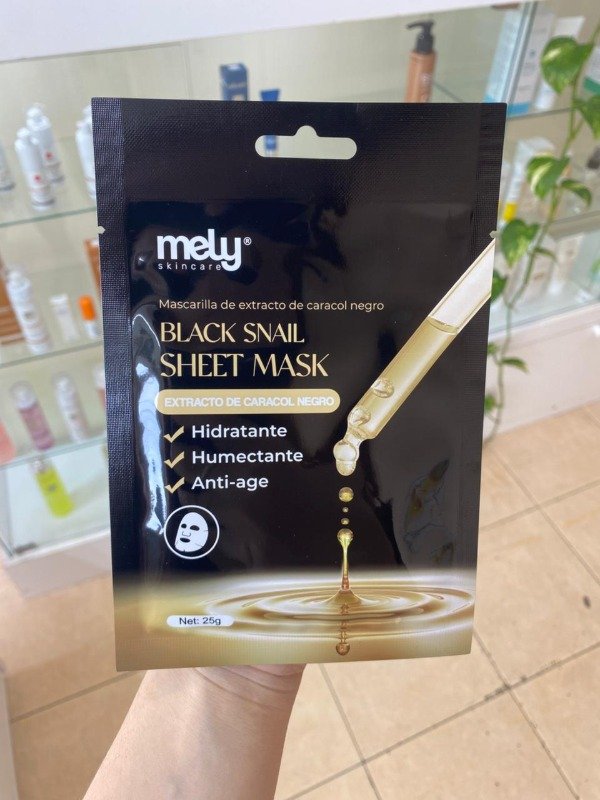 mely®
skincare
Mascarilla de extracto de caracol negro
BLACK SNAIL
SHEET MASK
EXTRACTO DE CARACOL NEGRO
Hidratante
Humectante
Anti-age
Net: 25g